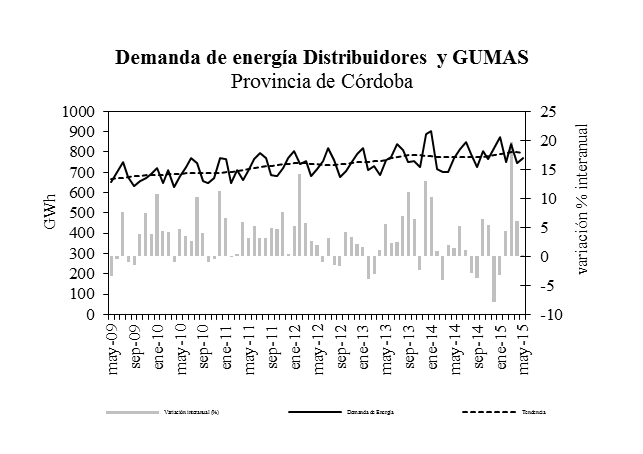 Demanda de energía Distribuidores  y GUMAS
Provincia de Córdoba
GWh
1000
900
800
700
600
500
400
300
200
100
0
25
20
15
10
5
0
-5
-10
variación % interanual
may-09
sep-09
ene-10
may-10
sep-10
ene-11
may-11
sep-11
ene-12
may-12
sep-12
ene-13
may-13
sep-13
ene-14
may-14
sep-14
ene-15
may-15
Variación interanual (%)
Demanda de Energía
Tendencia